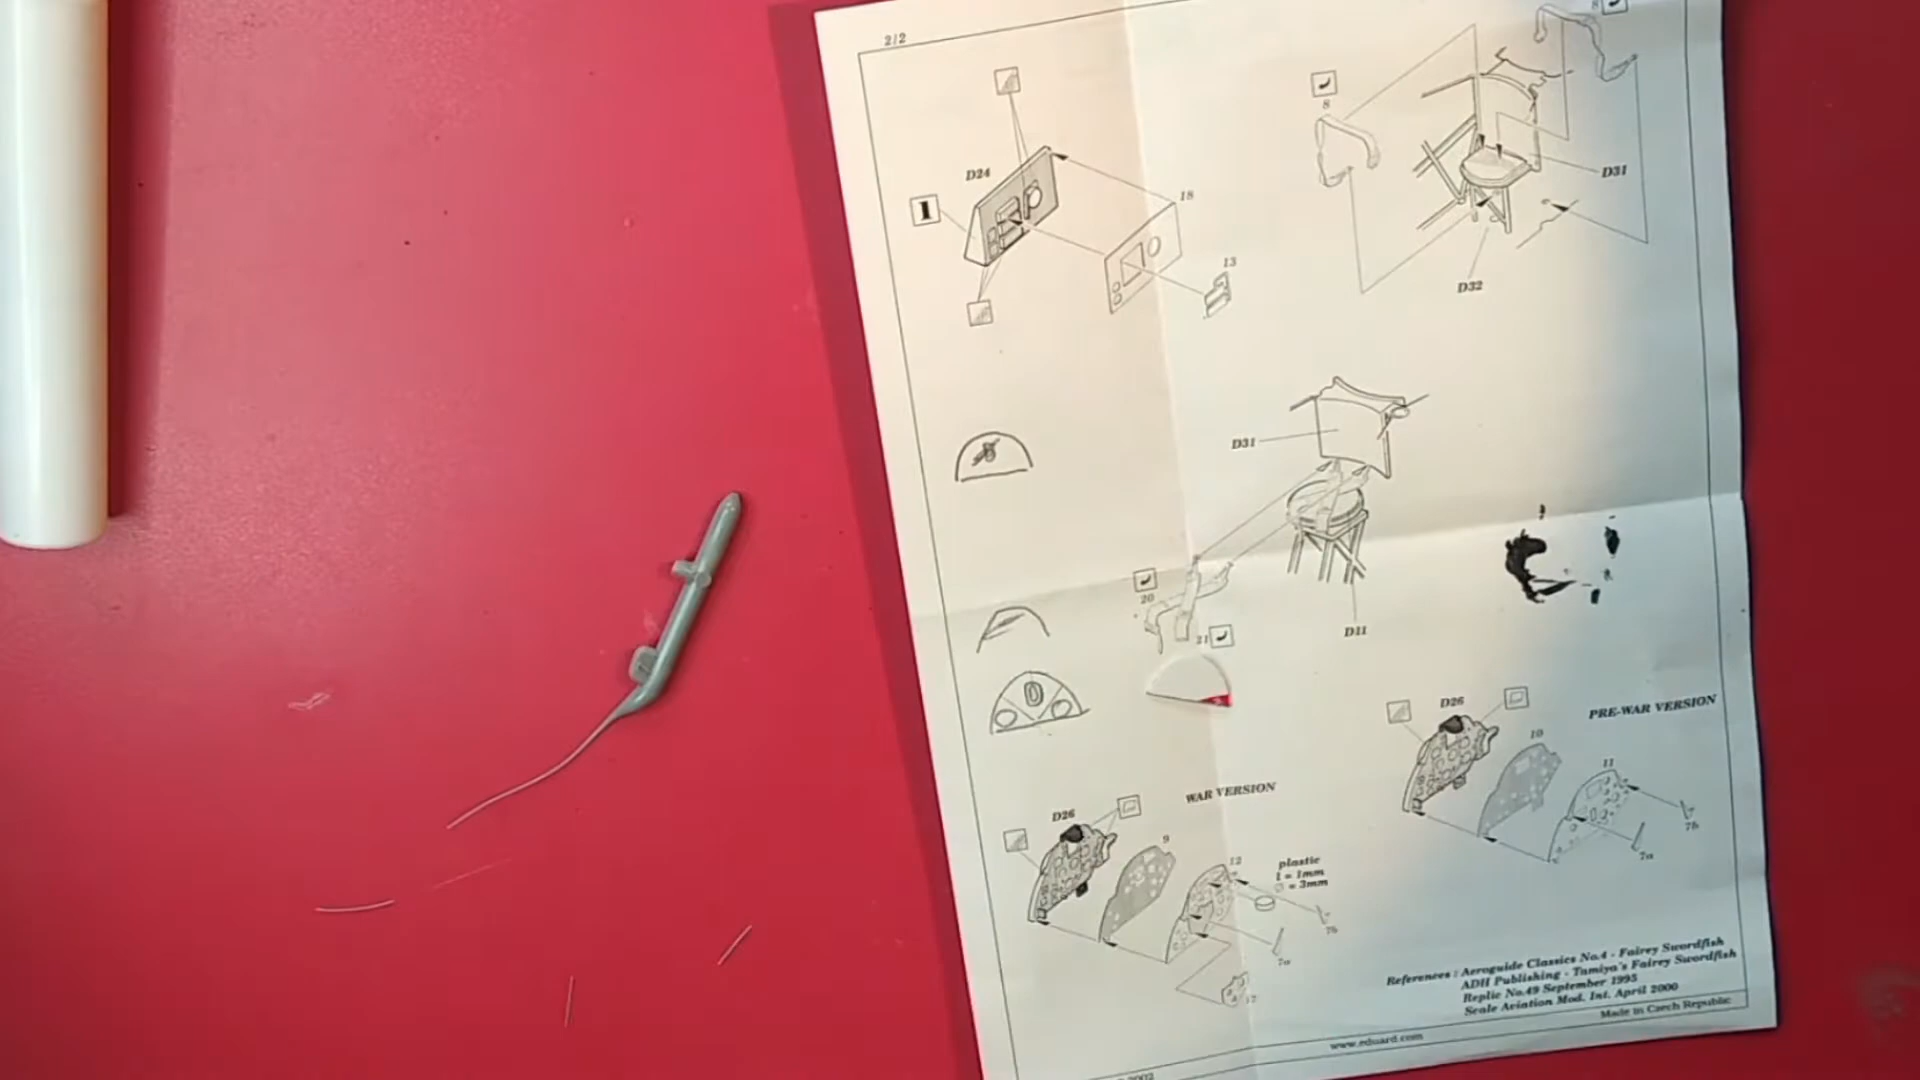 2/2
8
8
D24
1
18
D31
13
D32
D31
20
21
D11
PRE-WAR VERSION
D26
10
11
7b
7a
WAR VERSION
D26
9
12
plastic
l = 1mm
∅ = 3mm
7b
7a
17
References : Aeroguide Classics No.4 - Fairey Swordfish
ADH Publishing - Tamiya's Fairey Swordfish
Replic No.49 September 1995
Scale Aviation Mod. Int. April 2000
www.eduard.com
Made in Czech Republic
2002